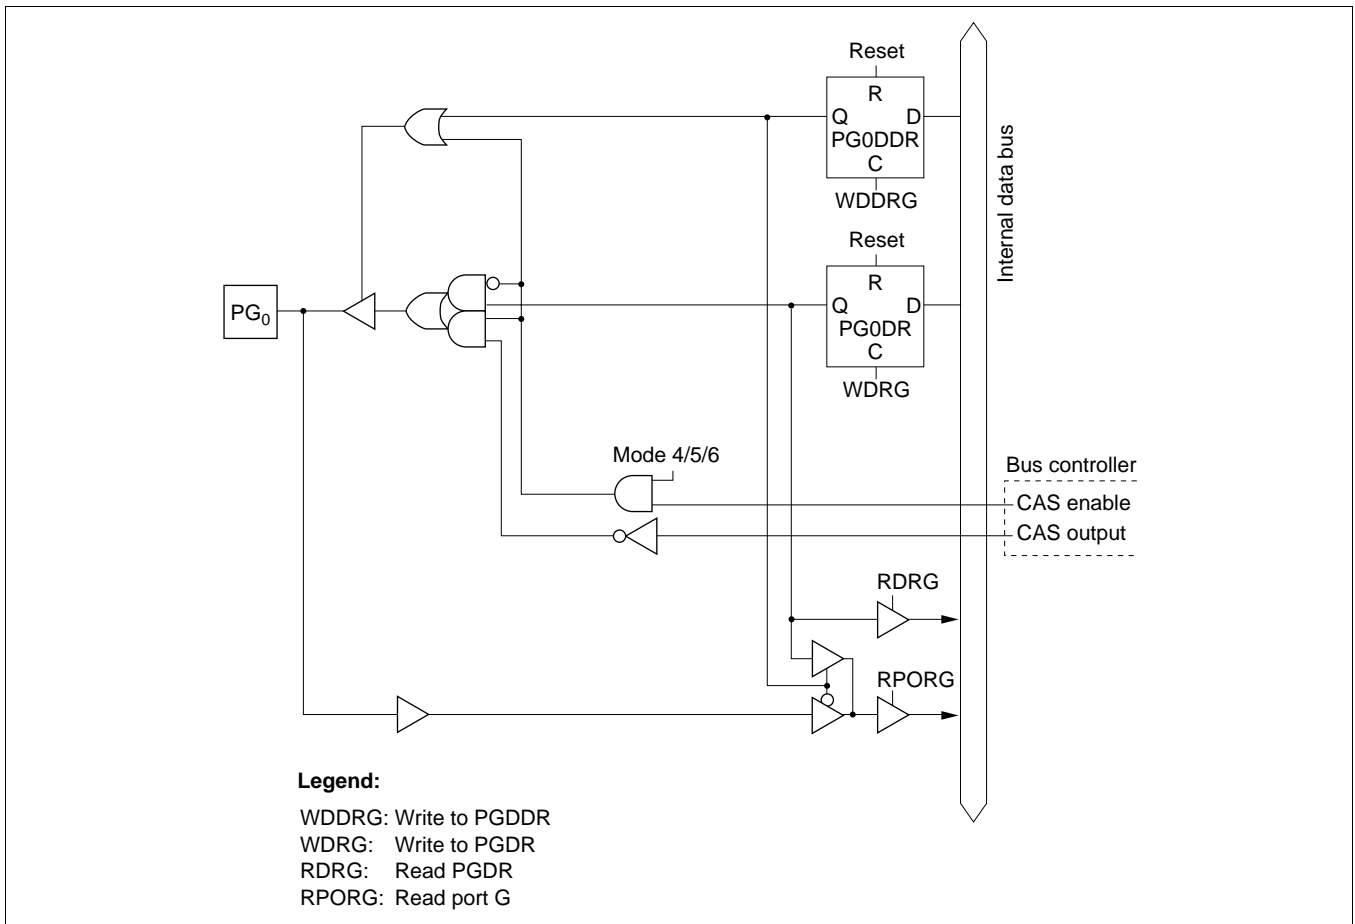 Reset
R
Q D
PG0DDR
C
WDDRG
Internal data bus
Reset
R
Q D
PG0DR
C
WDRG
PG₀
Mode 4/5/6
Bus controller
CAS enable
CAS output
RDRG
RPORG
Legend:
WDDRG: Write to PGDDR
WDRG: Write to PGDR
RDRG: Read PGDR
RPORG: Read port G